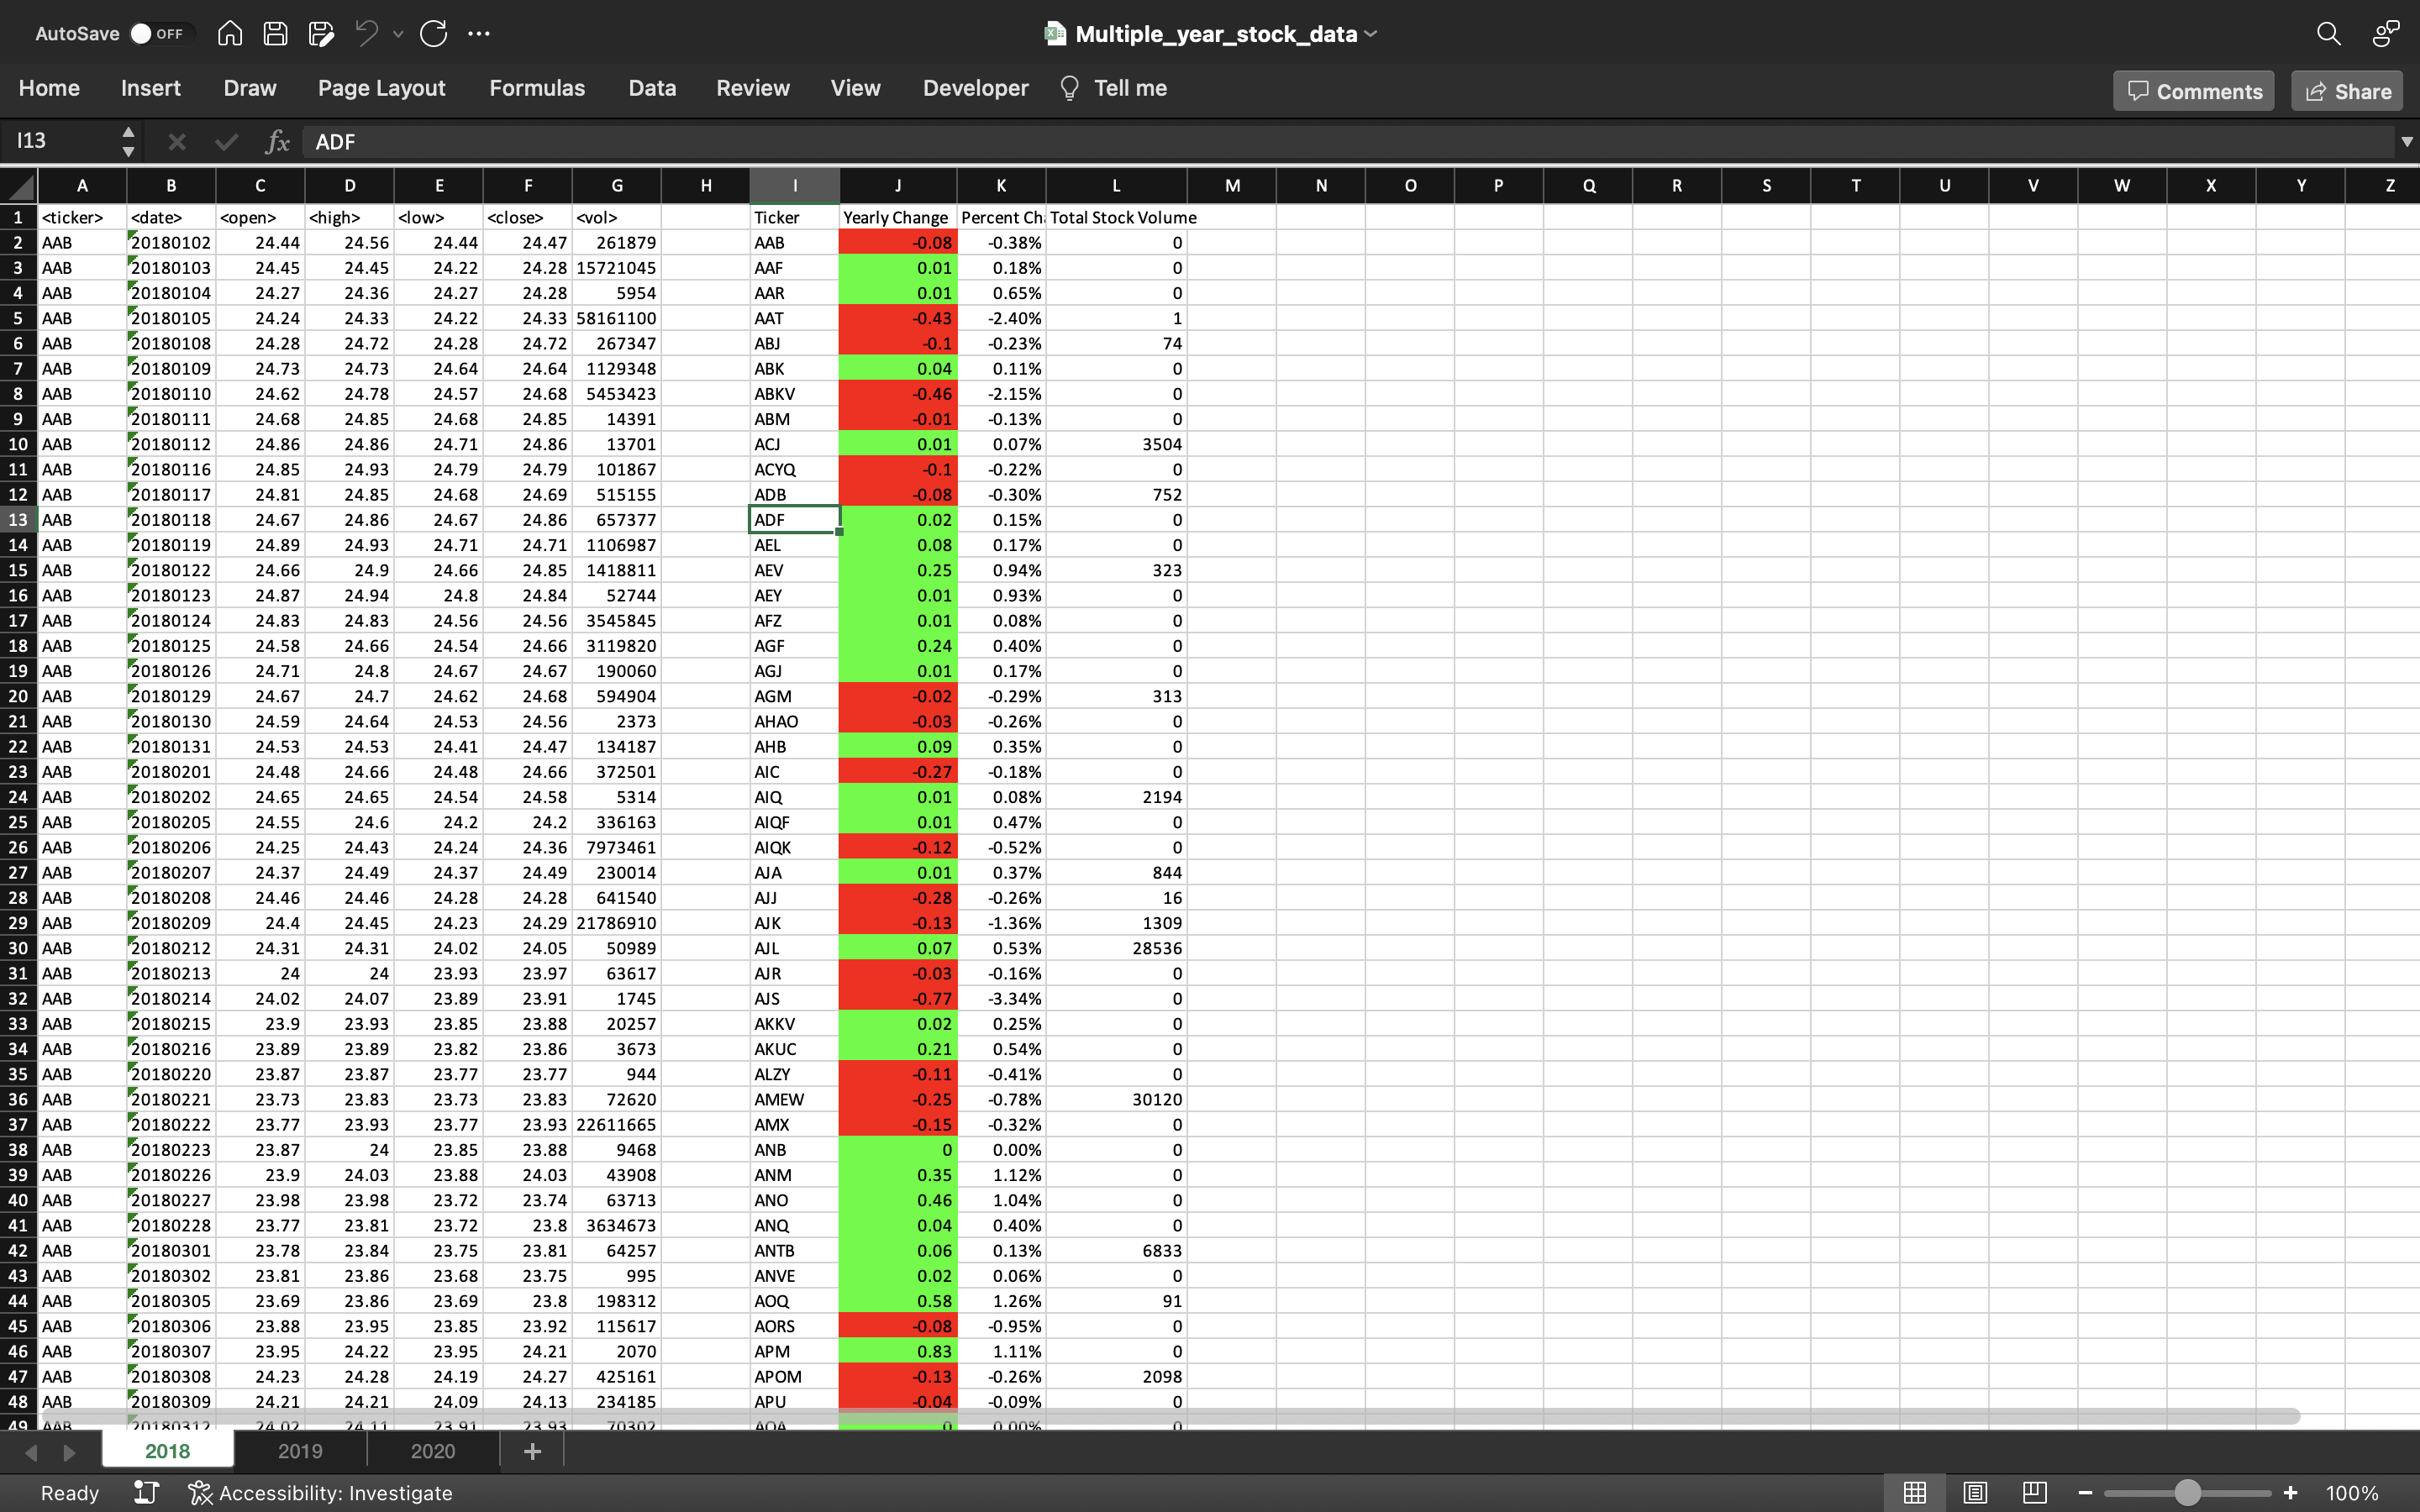 AutoSave OFF Multiple_year_stock_data
Home Insert Draw Page Layout Formulas Data Review View Developer Tell me Comments Share
I13 fx ADF
A B C D E F G H I J K L M N O P Q R S T U V W X Y Z
1 <ticker> <date> <open> <high> <low> <close> <vol> Ticker Yearly Change Percent Ch Total Stock Volume
2 AAB 20180102 24.44 24.56 24.44 24.47 261879 AAB -0.08 -0.38% 0
3 AAB 20180103 24.45 24.45 24.22 24.28 15721045 AAF 0.01 0.18% 0
4 AAB 20180104 24.27 24.36 24.27 24.28 5954 AAR 0.01 0.65% 0
5 AAB 20180105 24.24 24.33 24.22 24.33 58161100 AAT -0.43 -2.40% 1
6 AAB 20180108 24.28 24.72 24.28 24.72 267347 ABJ -0.1 -0.23% 74
7 AAB 20180109 24.73 24.73 24.64 24.64 1129348 ABK 0.04 0.11% 0
8 AAB 20180110 24.62 24.78 24.57 24.68 5453423 ABKV -0.46 -2.15% 0
9 AAB 20180111 24.68 24.85 24.68 24.85 14391 ABM -0.01 -0.13% 0
10 AAB 20180112 24.86 24.86 24.71 24.86 13701 ACJ 0.01 0.07% 3504
11 AAB 20180116 24.85 24.93 24.79 24.79 101867 ACYQ -0.1 -0.22% 0
12 AAB 20180117 24.81 24.85 24.68 24.69 515155 ADB -0.08 -0.30% 752
13 AAB 20180118 24.67 24.86 24.67 24.86 657377 ADF 0.02 0.15% 0
14 AAB 20180119 24.89 24.93 24.71 24.71 1106987 AEL 0.08 0.17% 0
15 AAB 20180122 24.66 24.9 24.66 24.85 1418811 AEV 0.25 0.94% 323
16 AAB 20180123 24.87 24.94 24.8 24.84 52744 AEY 0.01 0.93% 0
17 AAB 20180124 24.83 24.83 24.56 24.56 3545845 AFZ 0.01 0.08% 0
18 AAB 20180125 24.58 24.66 24.54 24.66 3119820 AGF 0.24 0.40% 0
19 AAB 20180126 24.71 24.8 24.67 24.67 190060 AGJ 0.01 0.17% 0
20 AAB 20180129 24.67 24.7 24.62 24.68 594904 AGM -0.02 -0.29% 313
21 AAB 20180130 24.59 24.64 24.53 24.56 2373 AHAO -0.03 -0.26% 0
22 AAB 20180131 24.53 24.53 24.41 24.47 134187 AHB 0.09 0.35% 0
23 AAB 20180201 24.48 24.66 24.48 24.66 372501 AIC -0.27 -0.18% 0
24 AAB 20180202 24.65 24.65 24.54 24.58 5314 AIQ 0.01 0.08% 2194
25 AAB 20180205 24.55 24.6 24.2 24.2 336163 AIQF 0.01 0.47% 0
26 AAB 20180206 24.25 24.43 24.24 24.36 7973461 AIQK -0.12 -0.52% 0
27 AAB 20180207 24.37 24.49 24.37 24.49 230014 AJA 0.01 0.37% 844
28 AAB 20180208 24.46 24.46 24.28 24.28 641540 AJJ -0.28 -0.26% 16
29 AAB 20180209 24.4 24.45 24.23 24.29 21786910 AJK -0.13 -1.36% 1309
30 AAB 20180212 24.31 24.31 24.02 24.05 50989 AJL 0.07 0.53% 28536
31 AAB 20180213 24 24 23.93 23.97 63617 AJR -0.03 -0.16% 0
32 AAB 20180214 24.02 24.07 23.89 23.91 1745 AJS -0.77 -3.34% 0
33 AAB 20180215 23.9 23.93 23.85 23.88 20257 AKKV 0.02 0.25% 0
34 AAB 20180216 23.89 23.89 23.82 23.86 3673 AKUC 0.21 0.54% 0
35 AAB 20180220 23.87 23.87 23.77 23.77 944 ALZY -0.11 -0.41% 0
36 AAB 20180221 23.73 23.83 23.73 23.83 72620 AMEW -0.25 -0.78% 30120
37 AAB 20180222 23.77 23.93 23.77 23.93 22611665 AMX -0.15 -0.32% 0
38 AAB 20180223 23.87 24 23.85 23.88 9468 ANB 0 0.00% 0
39 AAB 20180226 23.9 24.03 23.88 24.03 43908 ANM 0.35 1.12% 0
40 AAB 20180227 23.98 23.98 23.72 23.74 63713 ANO 0.46 1.04% 0
41 AAB 20180228 23.77 23.81 23.72 23.8 3634673 ANQ 0.04 0.40% 0
42 AAB 20180301 23.78 23.84 23.75 23.81 64257 ANTB 0.06 0.13% 6833
43 AAB 20180302 23.81 23.86 23.68 23.75 995 ANVE 0.02 0.06% 0
44 AAB 20180305 23.69 23.86 23.69 23.8 198312 AOQ 0.58 1.26% 91
45 AAB 20180306 23.88 23.95 23.85 23.92 115617 AORS -0.08 -0.95% 0
46 AAB 20180307 23.95 24.22 23.95 24.21 2070 APM 0.83 1.11% 0
47 AAB 20180308 24.23 24.28 24.19 24.27 425161 APOM -0.13 -0.26% 2098
48 AAB 20180309 24.21 24.21 24.09 24.13 234185 APU -0.04 -0.09% 0
49 AAB 20180312 24.02 24.11 23.91 23.93 70302 AQA 0 0.00% 0
2018 2019 2020
Ready Accessibility: Investigate 100%